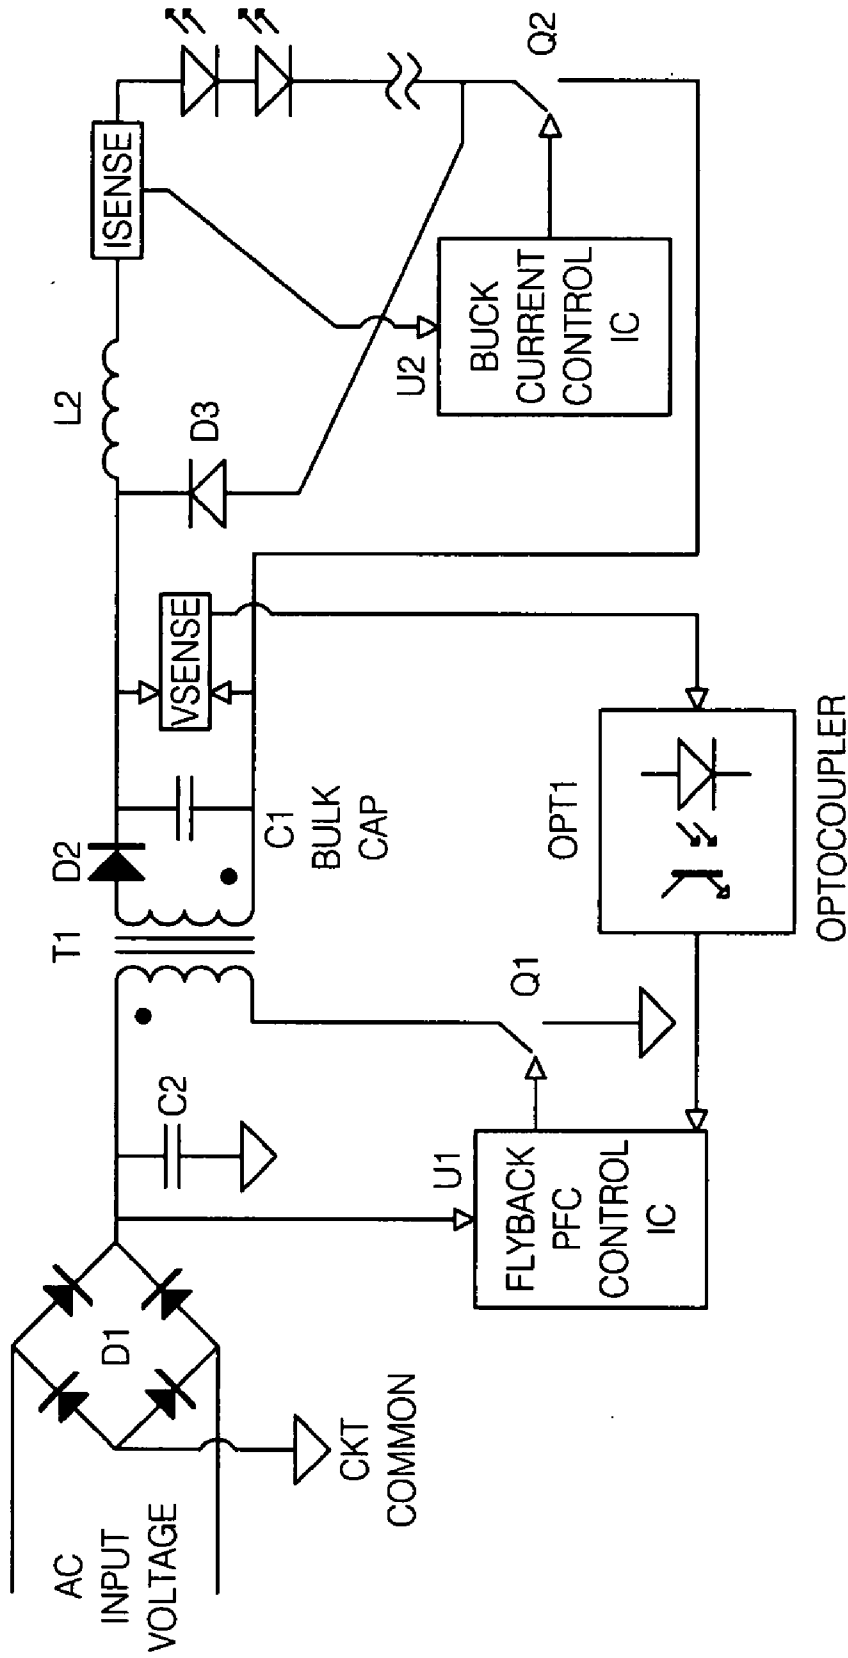 AC
INPUT
VOLTAGE
D1
CKT
COMMON
C2
T1
D2
C1
BULK
CAP
VSENSE
L2
D3
ISENSE
Q2
U2
BUCK
CURRENT
CONTROL
IC
U1
FLYBACK
PFC
CONTROL
IC
Q1
OPT1
OPTOCOUPLER